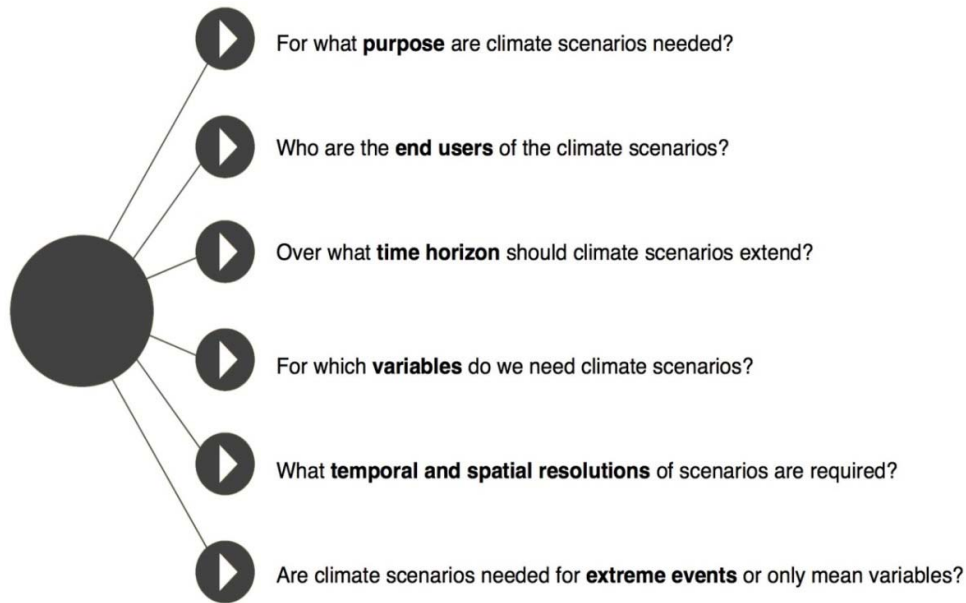 For what purpose are climate scenarios needed?
Who are the end users of the climate scenarios?
Over what time horizon should climate scenarios extend?
For which variables do we need climate scenarios?
What temporal and spatial resolutions of scenarios are required?
Are climate scenarios needed for extreme events or only mean variables?